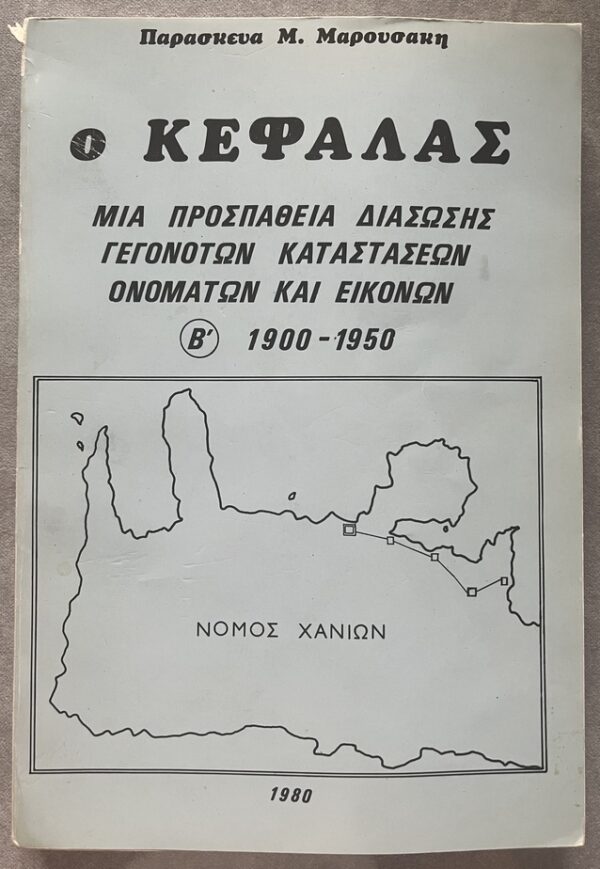 Παρασκευα Μ. Μαρουσακη
Ο ΚΕΦΑΛΑΣ
ΜΙΑ ΠΡΟΣΠΑΘΕΙΑ ΔΙΑΣΩΣΗΣ
ΓΕΓΟΝΟΤΩΝ ΚΑΤΑΣΤΑΣΕΩΝ
ΟΝΟΜΑΤΩΝ ΚΑΙ ΕΙΚΟΝΩΝ
Β' 1900-1950
ΝΟΜΟΣ ΧΑΝΙΩΝ
1980